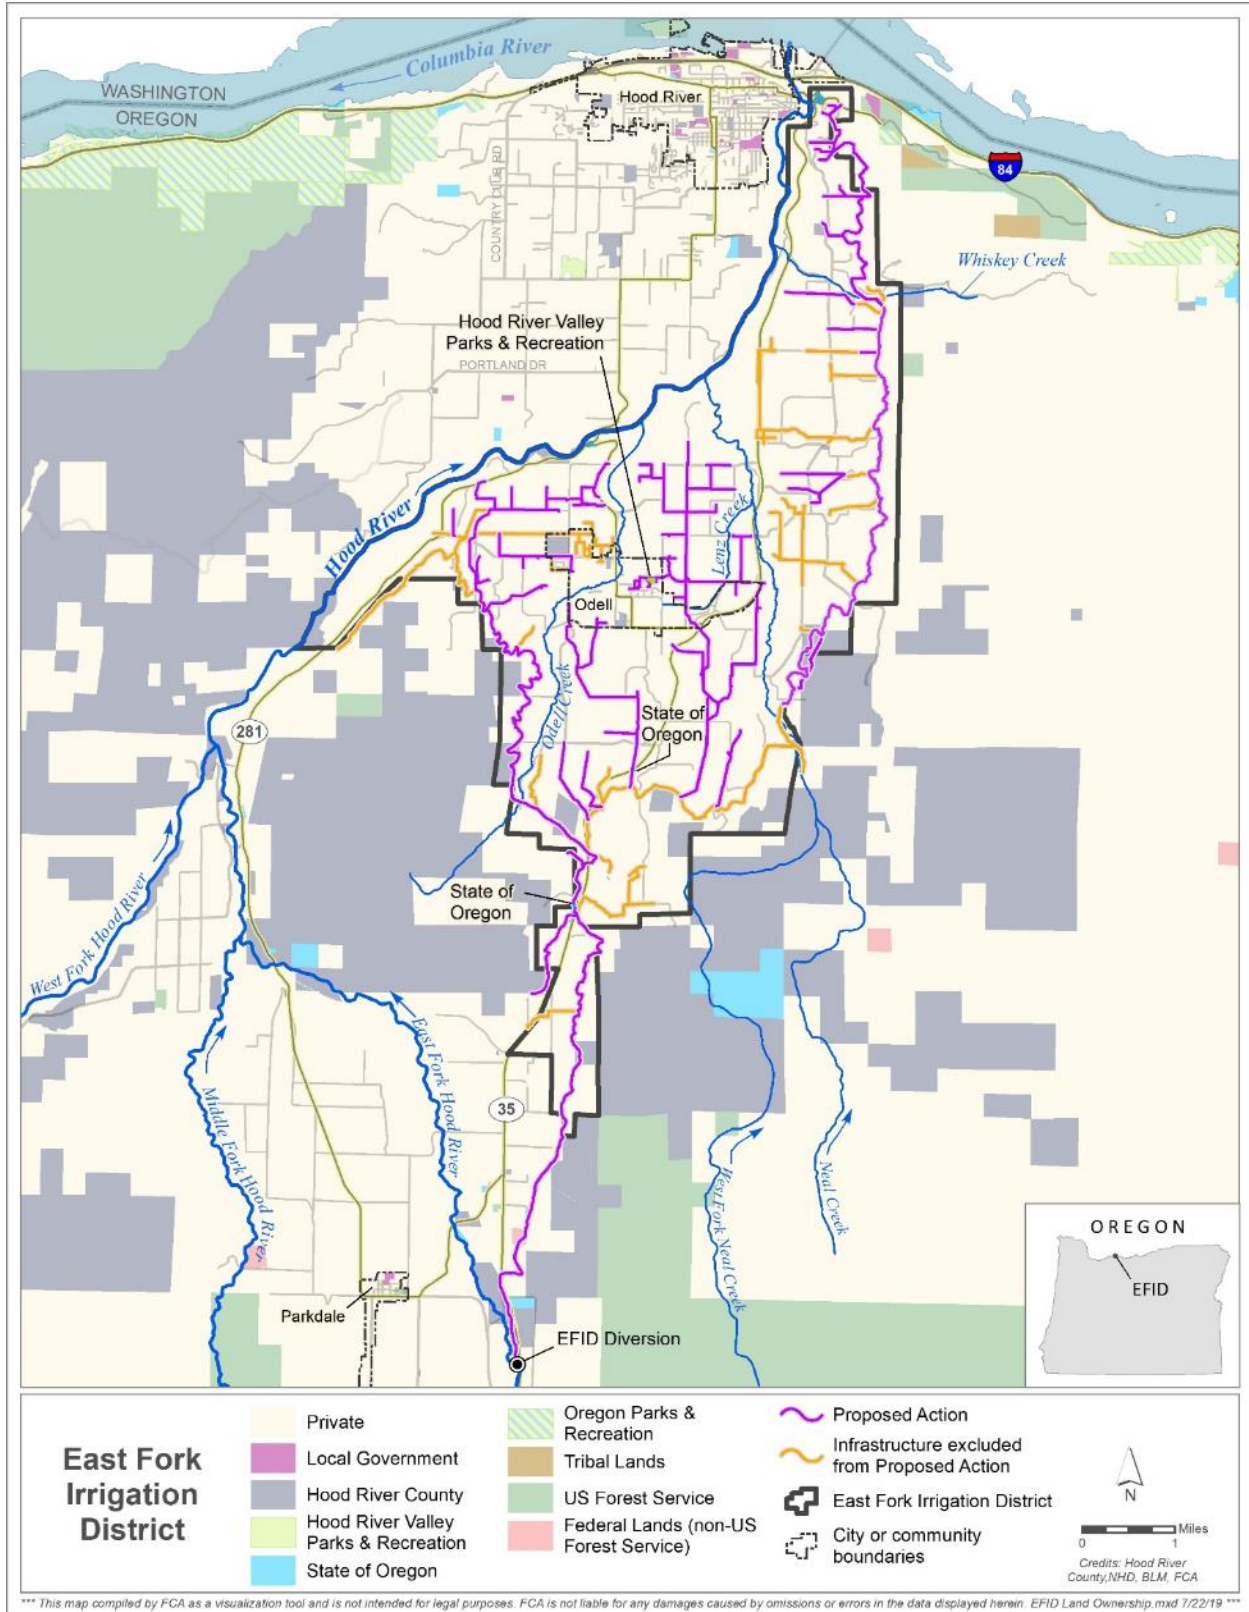 Columbia River
WASHINGTON
OREGON
Hood River
COUNTRY CLUB RD
84
Whiskey Creek
Hood River Valley
Parks & Recreation
PORTLAND DR
Hood River
Lenz Creek
Odell
Odell Creek
State of
Oregon
281
State of
Oregon
West Fork Hood River
East Fork Hood River
Middle Fork Hood River
35
West Fork Neal Creek
Neal Creek
Parkdale
EFID Diversion
OREGON
EFID
East Fork
Irrigation
District
Private
Local Government
Hood River County
Hood River Valley
Parks & Recreation
State of Oregon
Oregon Parks &
Recreation
Tribal Lands
US Forest Service
Federal Lands (non-US
Forest Service)
Proposed Action
Infrastructure excluded
from Proposed Action
East Fork Irrigation District
City or community
boundaries
N
Miles
0 1
Credits: Hood River
County,NHD, BLM, FCA
*** This map compiled by FCA as a visualization tool and is not intended for legal purposes. FCA is not liable for any damages caused by omissions or errors in the data displayed herein. EFID Land Ownership.mxd 7/22/19 ***